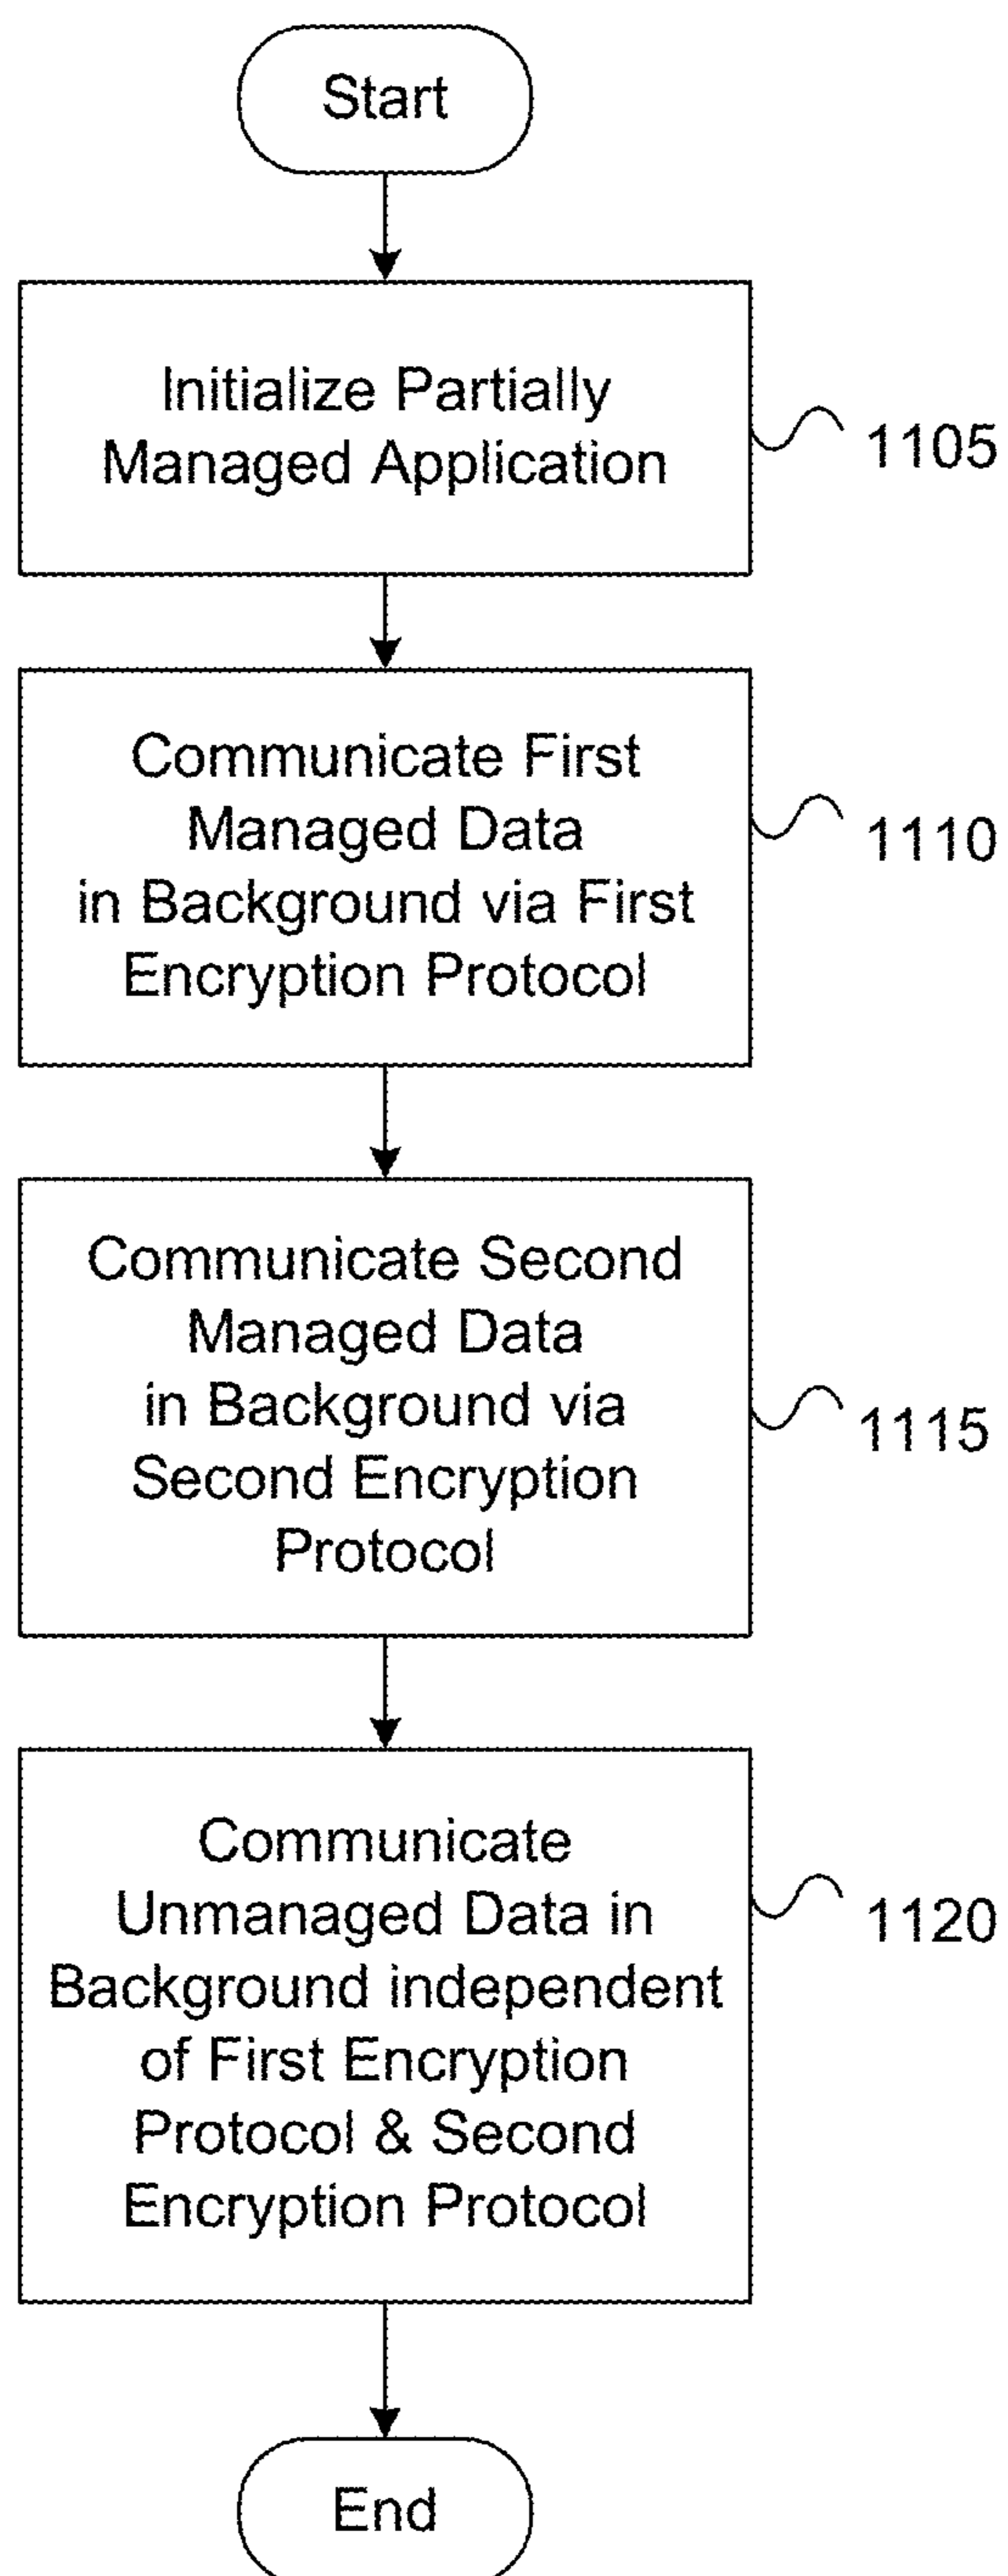 Start
Initialize Partially
Managed Application
1105
Communicate First
Managed Data
in Background via First
Encryption Protocol
1110
Communicate Second
Managed Data
in Background via
Second Encryption
Protocol
1115
Communicate
Unmanaged Data in
Background independent
of First Encryption
Protocol & Second
Encryption Protocol
1120
End